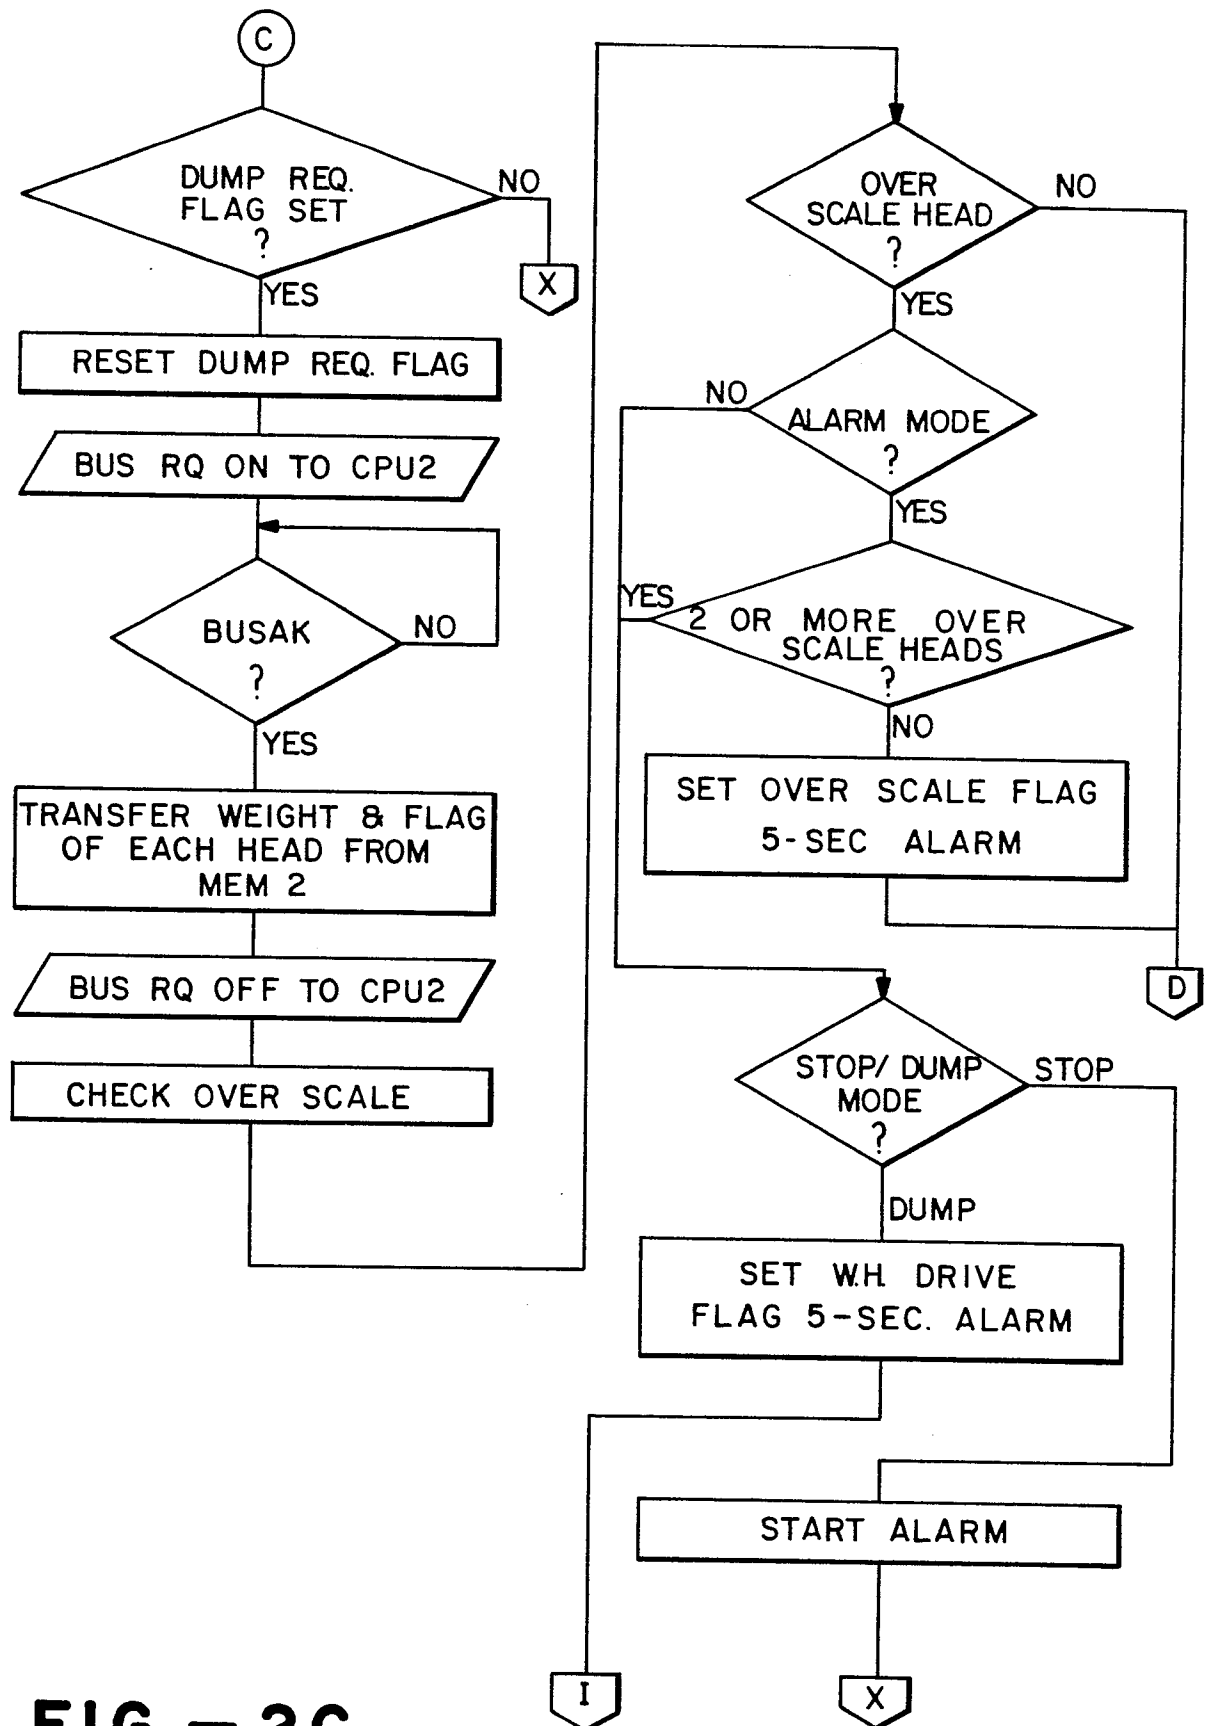 C
DUMP REQ.
FLAG SET
?
NO
X
YES
RESET DUMP REQ. FLAG
BUS RQ ON TO CPU2
BUSAK
?
NO
YES
TRANSFER WEIGHT & FLAG
OF EACH HEAD FROM
MEM 2
BUS RQ OFF TO CPU2
CHECK OVER SCALE
OVER
SCALE HEAD
?
NO
YES
ALARM MODE
?
NO
YES
2 OR MORE OVER
SCALE HEADS
?
YES
NO
SET OVER SCALE FLAG
5-SEC ALARM
D
STOP/ DUMP
MODE
?
STOP
DUMP
SET W.H. DRIVE
FLAG 5-SEC. ALARM
START ALARM
I
X